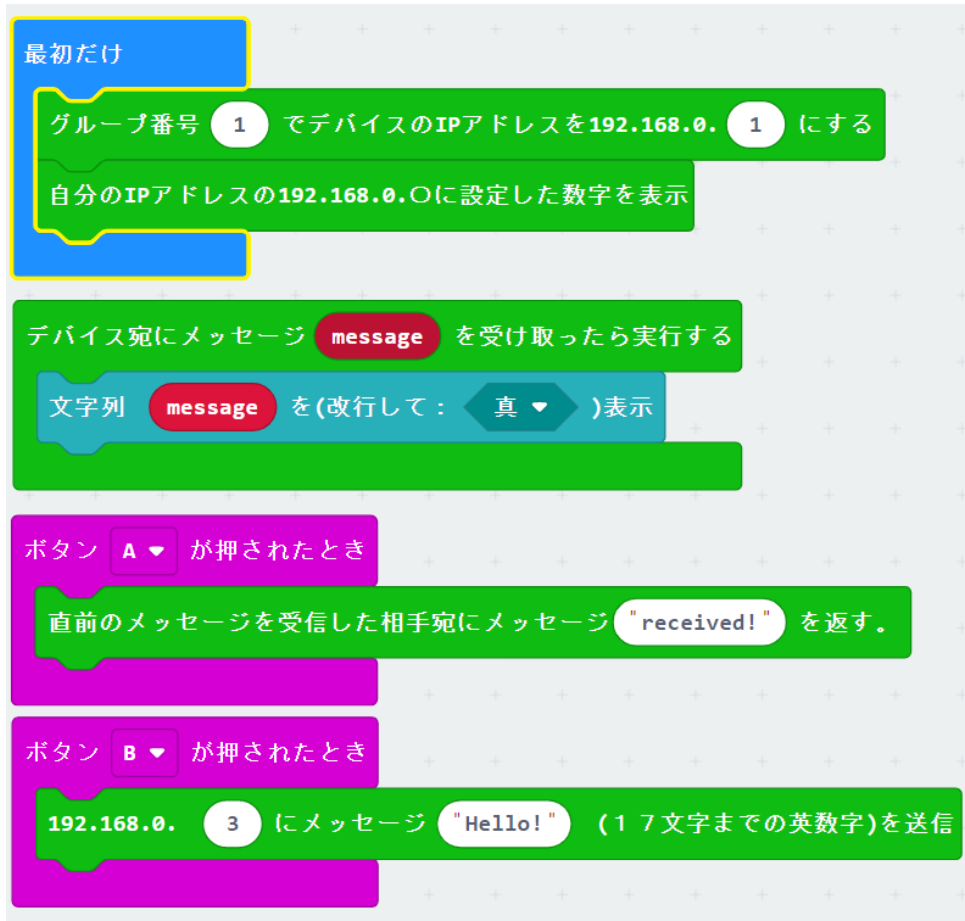 最初だけ
グループ番号 1 でデバイスのIPアドレスを192.168.0. 1 にする
自分のIPアドレスの192.168.0.〇に設定した数字を表示
デバイス宛にメッセージ message を受け取ったら実行する
文字列 message を(改行して: 真 )表示
ボタン A が押されたとき
直前のメッセージを受信した相手宛にメッセージ "received!" を返す。
ボタン B が押されたとき
192.168.0. 3 にメッセージ "Hello!" (17文字までの英数字)を送信